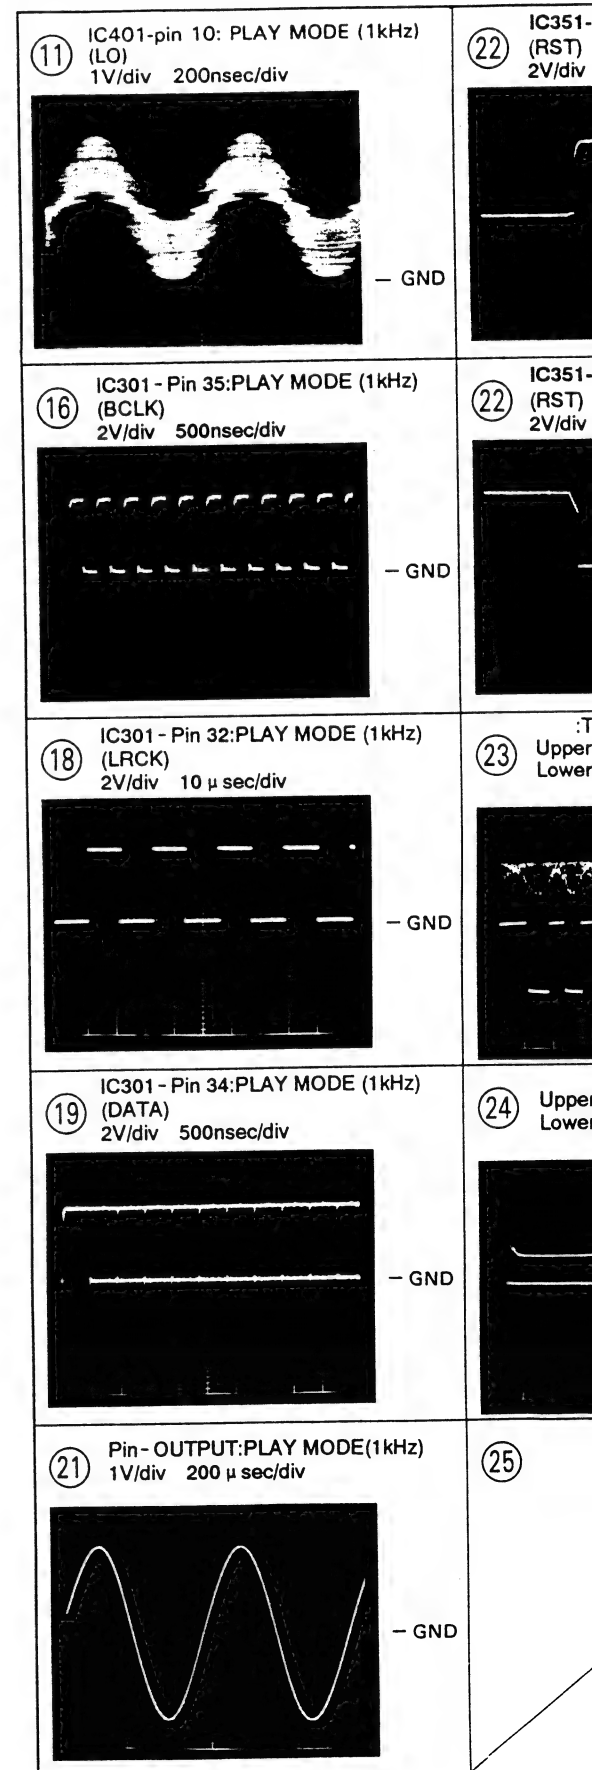 11
IC401-pin 10: PLAY MODE (1kHz)
(LO)
1V/div 200nsec/div
— GND
16
IC301 - Pin 35:PLAY MODE (1kHz)
(BCLK)
2V/div 500nsec/div
— GND
18
IC301 - Pin 32:PLAY MODE (1kHz)
(LRCK)
2V/div 10 µ sec/div
— GND
19
IC301 - Pin 34:PLAY MODE (1kHz)
(DATA)
2V/div 500nsec/div
— GND
21
Pin - OUTPUT:PLAY MODE(1kHz)
1V/div 200 µ sec/div
— GND
22
IC351-
(RST)
2V/div
22
IC351-
(RST)
2V/div
23
:T
Upper
Lower
24
Upper
Lower
25